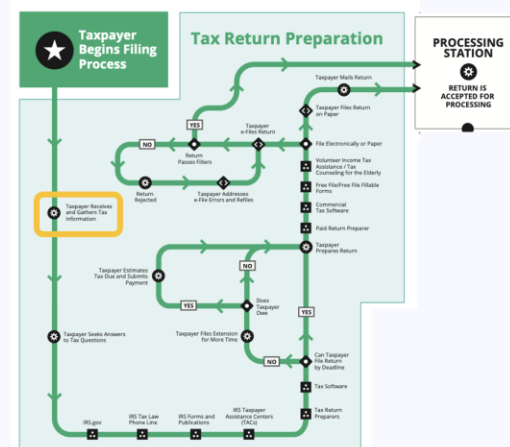 Taxpayer
Begins Filing
Process
Tax Return Preparation
PROCESSING
STATION
RETURN IS
ACCEPTED FOR
PROCESSING
Taxpayer Mails Return
Taxpayer Files Return
on Paper
YES
Taxpayer
e-Files Return
NO
Return
Passes Filters
File Electronically or Paper
Volunteer Income Tax
Assistance / Tax
Counseling for the Elderly
Return
Rejected
Taxpayer Addresses
e-File Errors and Refiles
Free File/Free File Fillable
Forms
Taxpayer Receives
and Gathers Tax
Information
Commercial
Tax Software
Paid Return Preparer
Taxpayer
Prepares Return
NO
Taxpayer Estimates
Tax Due and Submits
Payment
YES
Does
Taxpayer
Owe
YES
Taxpayer Seeks Answers
to Tax Questions
Taxpayer Files Extension
for More Time
NO
Can Taxpayer
File Return
by Deadline
Tax Software
IRS.gov
IRS Tax Law
Phone Line
IRS Forms and
Publications
IRS Taxpayer
Assistance Centers
(TACs)
Tax Return
Preparers